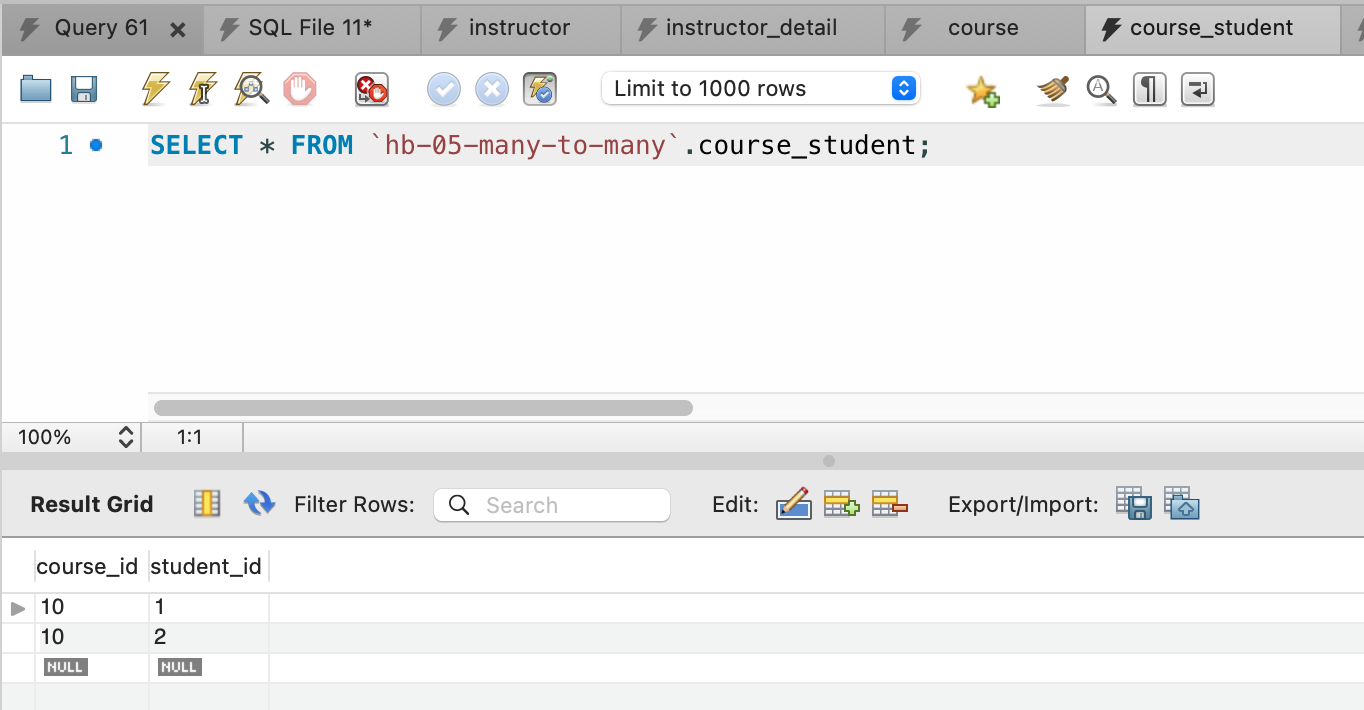 Query 61 SQL File 11* instructor instructor_detail course course_student
Limit to 1000 rows
1 SELECT * FROM `hb-05-many-to-many`.course_student;
100% 1:1
Result Grid Filter Rows: Search Edit: Export/Import:
course_id student_id
10 1
10 2
NULL NULL